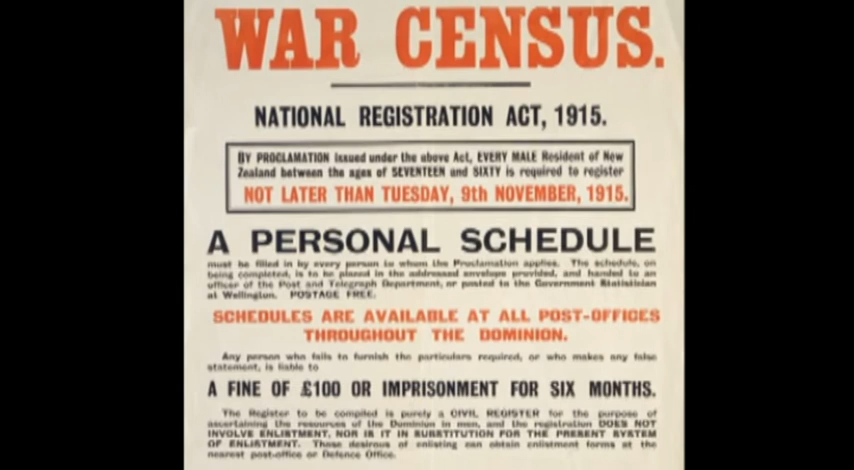 WAR CENSUS.
NATIONAL REGISTRATION ACT, 1915.
BY PROCLAMATION issued under the above Act, EVERY MALE Resident of New
Zealand between the ages of SEVENTEEN and SIXTY is required to register
NOT LATER THAN TUESDAY, 9th NOVEMBER, 1915.
A PERSONAL SCHEDULE
must be filled in by every person to whom the Proclamation applies. The schedule, on
being completed, is to be placed in the addressed envelope provided, and handed to an
officer of the Post and Telegraph Department, or posted to the Government Statistician
at Wellington. POSTAGE FREE.
SCHEDULES ARE AVAILABLE AT ALL POST-OFFICES
THROUGHOUT THE DOMINION.
Any person who fails to furnish the particulars required, or who makes any false
statement, is liable to
A FINE OF £100 OR IMPRISONMENT FOR SIX MONTHS.
The Register to be compiled is purely a CIVIL REGISTER for the purpose of
ascertaining the resources of the Dominion in men, and the registration DOES NOT
INVOLVE ENLISTMENT, NOR IS IT IN SUBSTITUTION FOR THE PRESENT SYSTEM
OF ENLISTMENT. Those desirous of enlisting can obtain enlistment forms at the
nearest post-office or Defence Office.